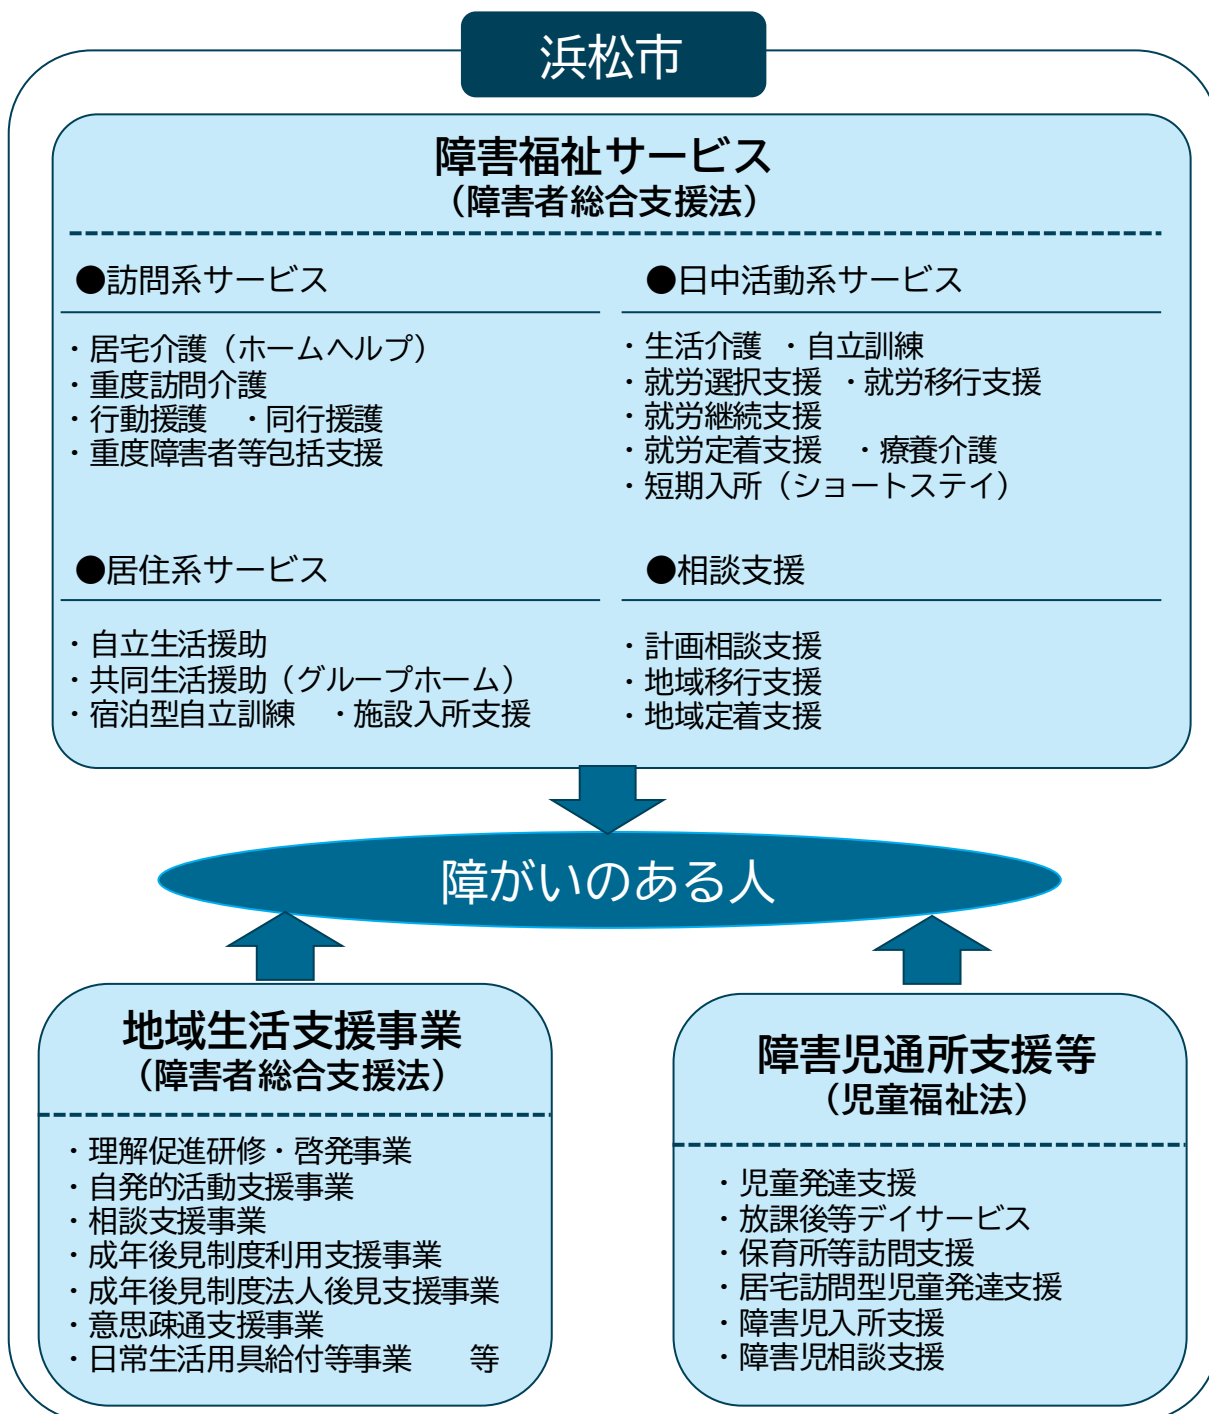 浜松市
障害福祉サービス
（障害者総合支援法）
●訪問系サービス
・居宅介護（ホームヘルプ）
・重度訪問介護
・行動援護　・同行援護
・重度障害者等包括支援
●日中活動系サービス
・生活介護　・自立訓練
・就労選択支援　・就労移行支援
・就労継続支援
・就労定着支援　・療養介護
・短期入所（ショートステイ）
●居住系サービス
・自立生活援助
・共同生活援助（グループホーム）
・宿泊型自立訓練　・施設入所支援
●相談支援
・計画相談支援
・地域移行支援
・地域定着支援
障がいのある人
地域生活支援事業
（障害者総合支援法）
・理解促進研修・啓発事業
・自発的活動支援事業
・相談支援事業
・成年後見制度利用支援事業
・成年後見制度法人後見支援事業
・意思疎通支援事業
・日常生活用具給付等事業　　等
障害児通所支援等
（児童福祉法）
・児童発達支援
・放課後等デイサービス
・保育所等訪問支援
・居宅訪問型児童発達支援
・障害児入所支援
・障害児相談支援